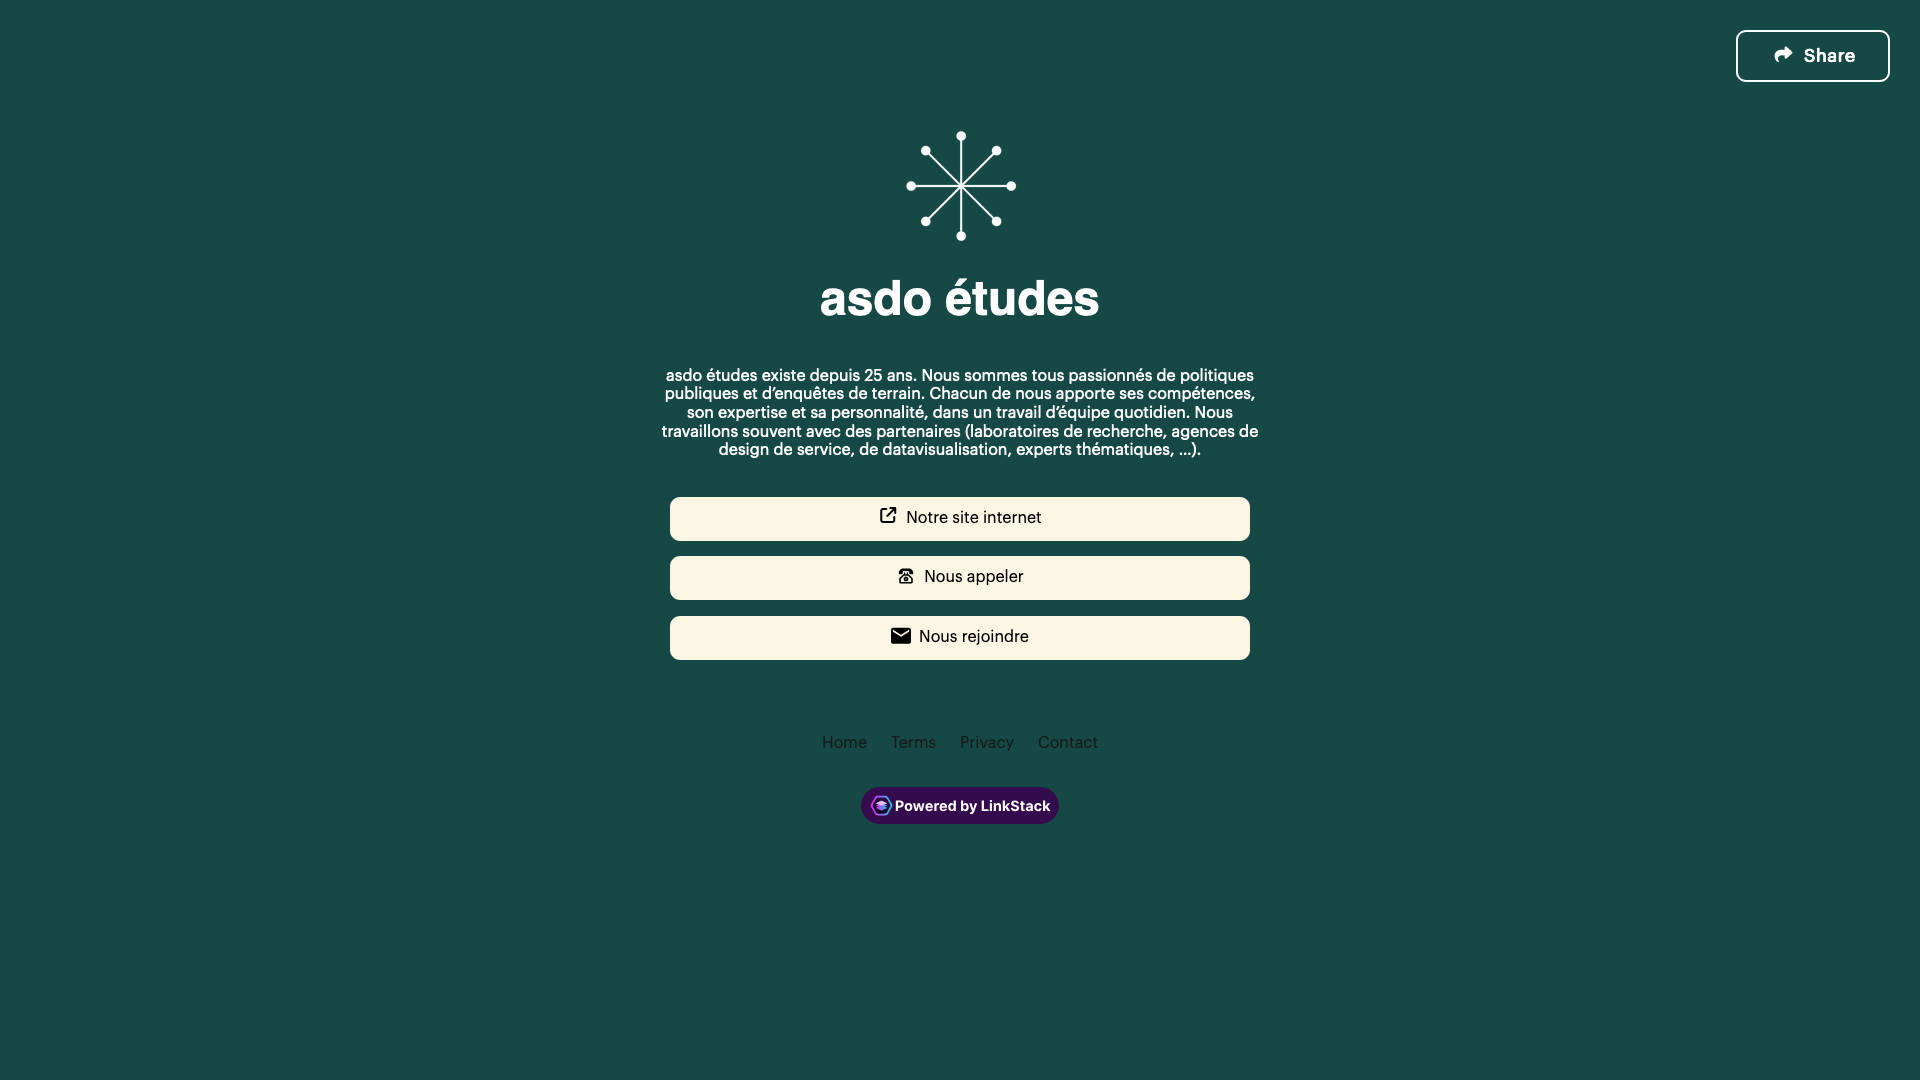 Share
asdo études
asdo études existe depuis 25 ans. Nous sommes tous passionnés de politiques
publiques et d’enquêtes de terrain. Chacun de nous apporte ses compétences,
son expertise et sa personnalité, dans un travail d’équipe quotidien. Nous
travaillons souvent avec des partenaires (laboratoires de recherche, agences de
design de service, de datavisualisation, experts thématiques, ...).
Notre site internet
Nous appeler
Nous rejoindre
Home Terms Privacy Contact
Powered by LinkStack